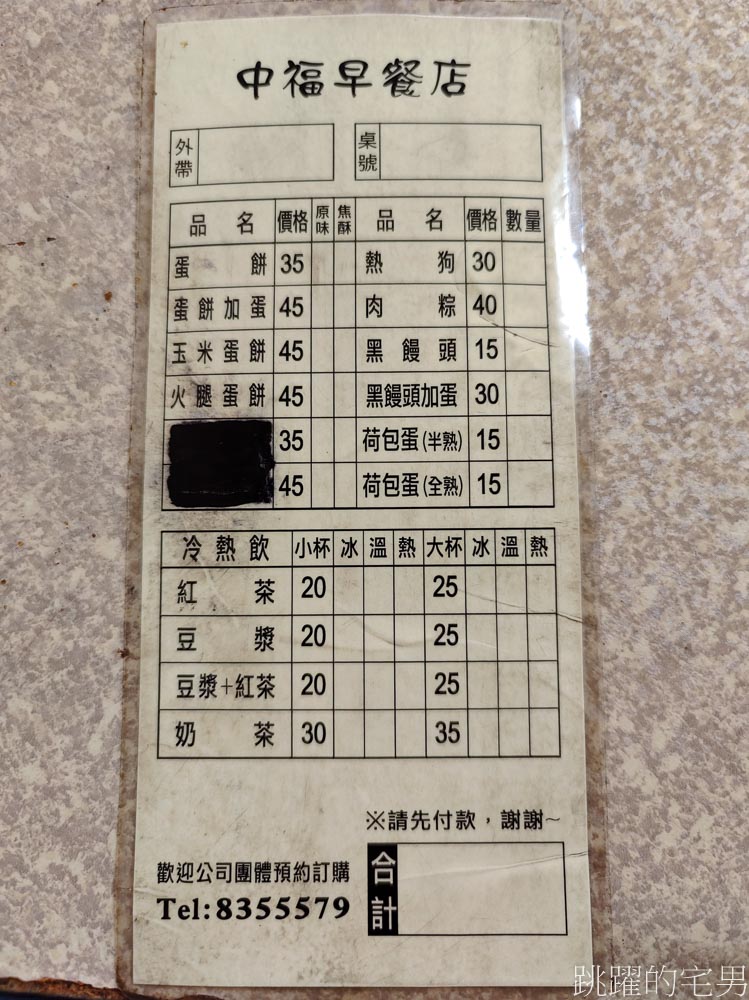 中福早餐店
外帶 桌號
品名 價格 原味 焦酥 品名 價格 數量
蛋餅 35 熱狗 30
蛋餅加蛋 45 肉粽 40
玉米蛋餅 45 黑饅頭 15
火腿蛋餅 45 黑饅頭加蛋 30
35 荷包蛋(半熟) 15
45 荷包蛋(全熟) 15
冷熱飲 小杯 冰 溫 熱 大杯 冰 溫 熱
紅茶 20 25
豆漿 20 25
豆漿+紅茶 20 25
奶茶 30 35
※請先付款，謝謝~
歡迎公司團體預約訂購
Tel:8355579
合計
跳躍的宅男